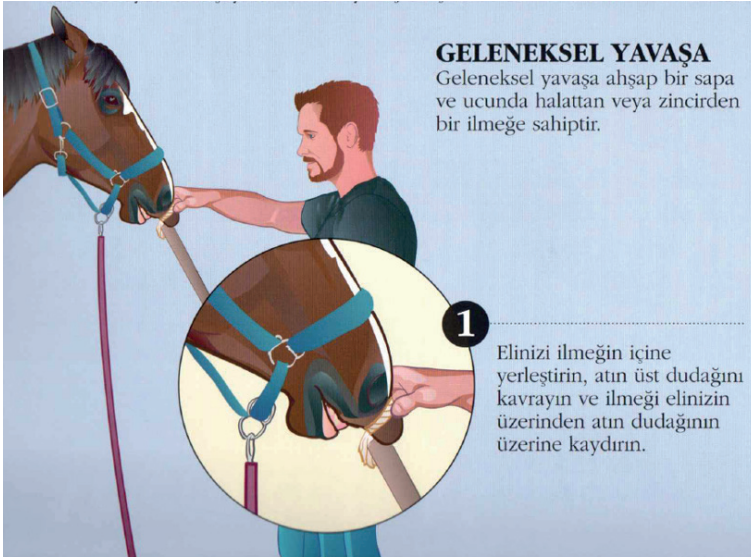 GELENEKSEL YAVAŞA
Geleneksel yavaşa ahşap bir sapa
ve ucunda halattan veya zincirden
bir ilmeğe sahiptir.
1
Elinizi ilmeğin içine
yerleştirin, atın üst dudağını
kavrayın ve ilmeği elinizin
üzerinden atın dudağının
üzerine kaydırın.